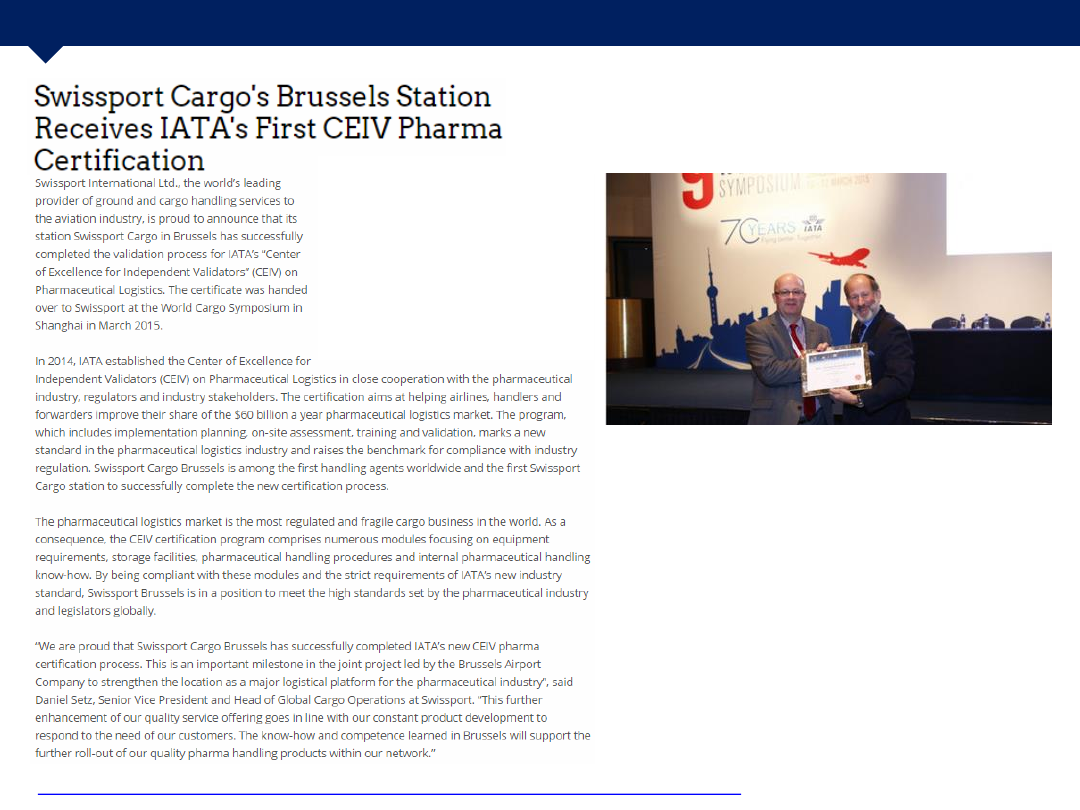 Swissport Cargo's Brussels Station
Receives IATA's First CEIV Pharma
Certification
Swissport International Ltd., the world's leading
provider of ground and cargo handling services to
the aviation industry, is proud to announce that its
station Swissport Cargo in Brussels has successfully
completed the validation process for IATA's "Center
of Excellence for Independent Validators" (CEIV) on
Pharmaceutical Logistics. The certificate was handed
over to Swissport at the World Cargo Symposium in
Shanghai in March 2015.
In 2014, IATA established the Center of Excellence for
Independent Validators (CEIV) on Pharmaceutical Logistics in close cooperation with the pharmaceutical
industry, regulators and industry stakeholders. The certification aims at helping airlines, handlers and
forwarders improve their share of the $60 billion a year pharmaceutical logistics market. The program,
which includes implementation planning, on-site assessment, training and validation, marks a new
standard in the pharmaceutical logistics industry and raises the benchmark for compliance with industry
regulation. Swissport Cargo Brussels is among the first handling agents worldwide and the first Swissport
Cargo station to successfully complete the new certification process.
The pharmaceutical logistics market is the most regulated and fragile cargo business in the world. As a
consequence, the CEIV certification program comprises numerous modules focusing on equipment
requirements, storage facilities, pharmaceutical handling procedures and internal pharmaceutical handling
know-how. By being compliant with these modules and the strict requirements of IATA's new industry
standard, Swissport Brussels is in a position to meet the high standards set by the pharmaceutical industry
and legislators globally.
"We are proud that Swissport Cargo Brussels has successfully completed IATA's new CEIV pharma
certification process. This is an important milestone in the joint project led by the Brussels Airport
Company to strengthen the location as a major logistical platform for the pharmaceutical industry", said
Daniel Setz, Senior Vice President and Head of Global Cargo Operations at Swissport. "This further
enhancement of our quality service offering goes in line with our constant product development to
respond to the need of our customers. The know-how and competence learned in Brussels will support the
further roll-out of our quality pharma handling products within our network."
9
SYMPOSIUM
MARCH 2015
70 YEARS IATA
Flying better. Together.